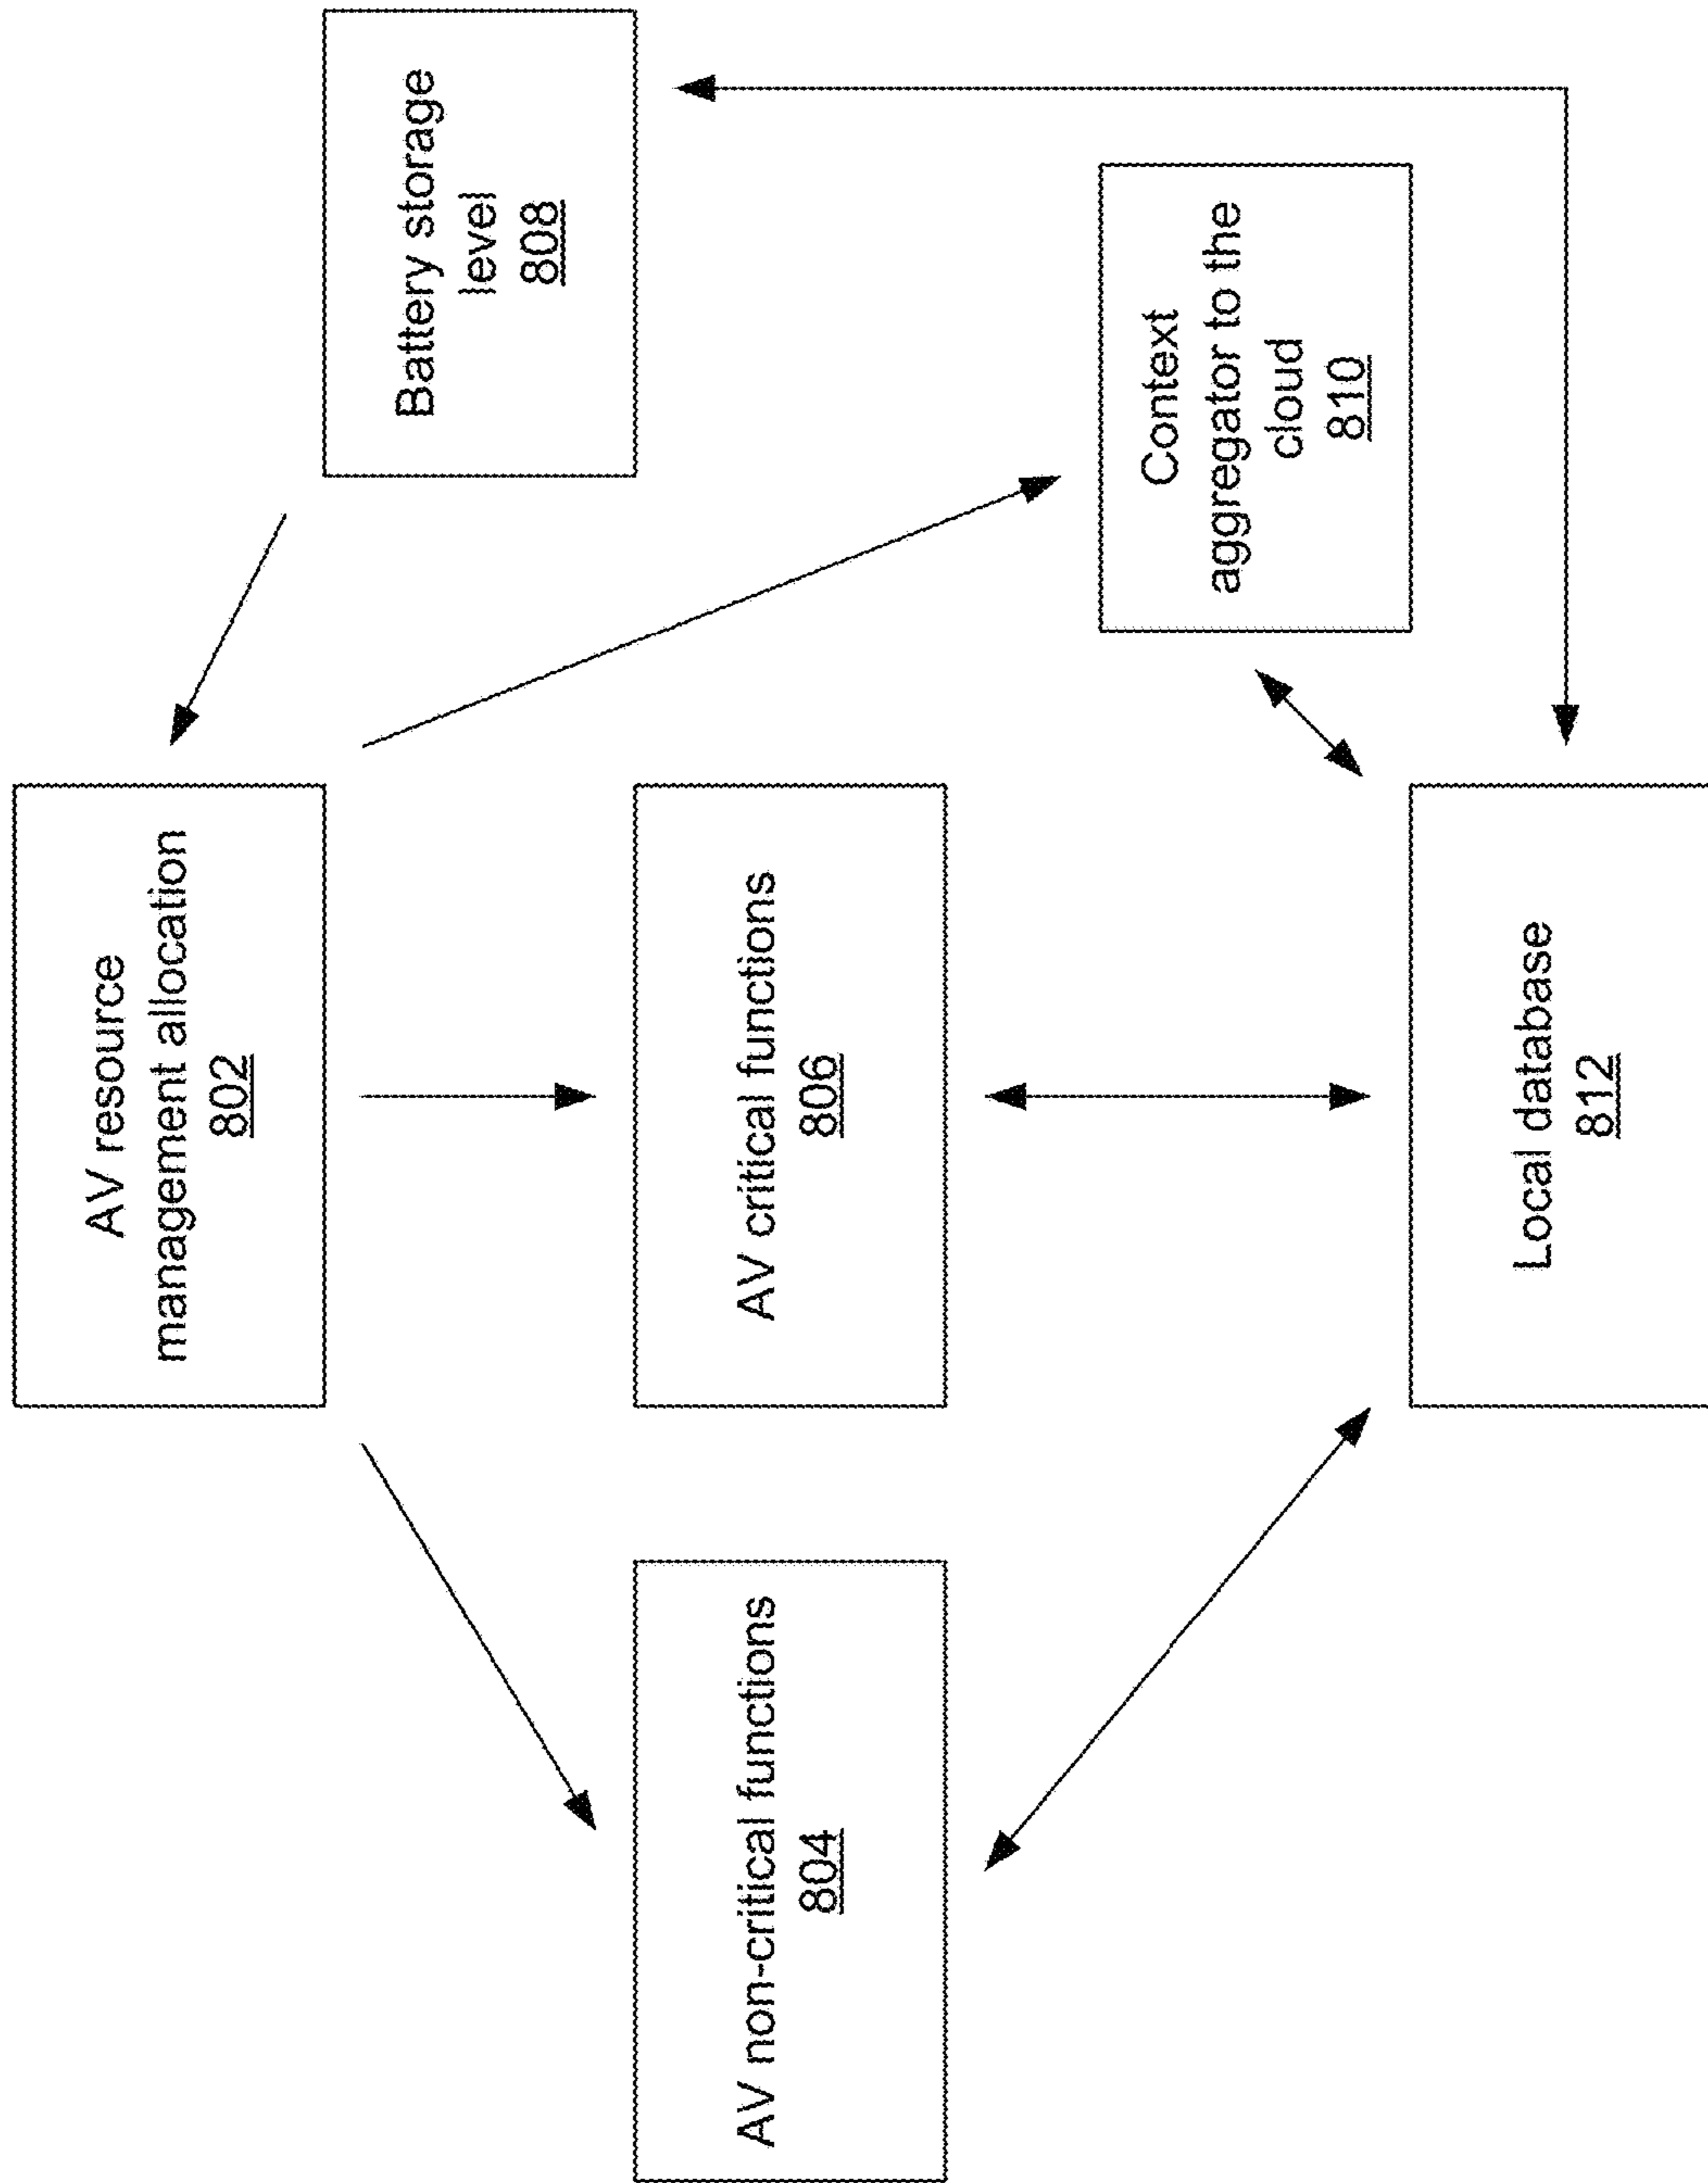 AV resource
management allocation
802
Battery storage
level
808
AV non-critical functions
804
AV critical functions
806
Context
aggregator to the
cloud
810
Local database
812